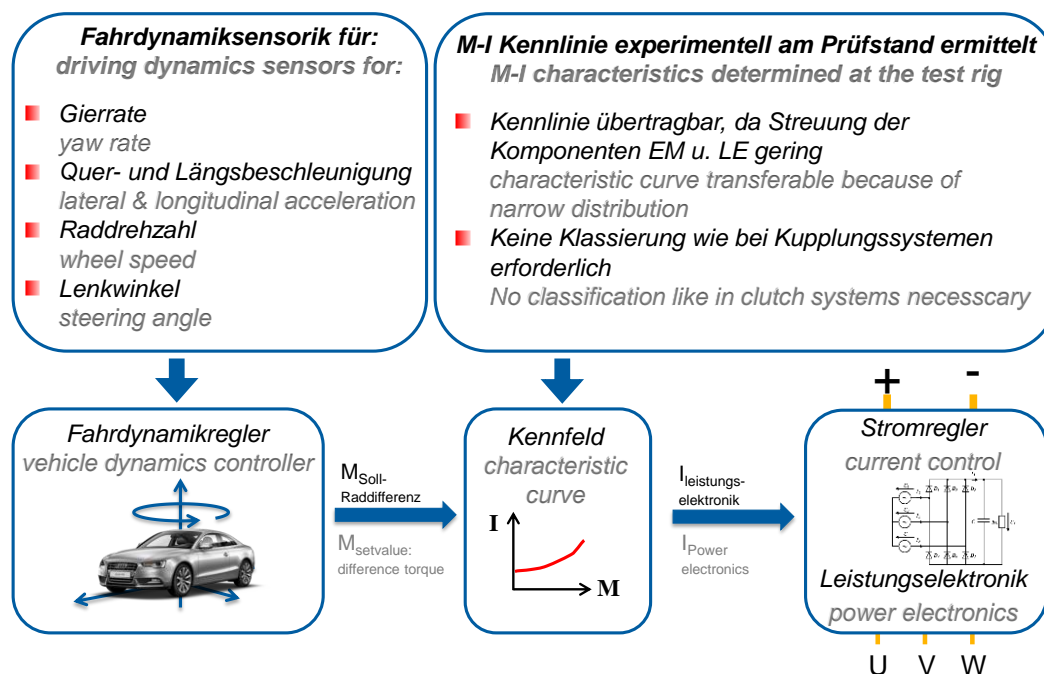 Fahrdynamiksensorik für:
driving dynamics sensors for:
Gierrate
yaw rate
Quer- und Längsbeschleunigung
lateral & longitudinal acceleration
Raddrehzahl
wheel speed
Lenkwinkel
steering angle
M-I Kennlinie experimentell am Prüfstand ermittelt
M-I characteristics determined at the test rig
Kennlinie übertragbar, da Streuung der
Komponenten EM u. LE gering
characteristic curve transferable because of
narrow distribution
Keine Klassierung wie bei Kupplungssystemen
erforderlich
No classification like in clutch systems necesscary
Fahrdynamikregler
vehicle dynamics controller
MSoll-
Raddifferenz
Msetvalue:
difference torque
Kennfeld
characteristic
curve
I
M
Ileistungs-
elektronik
IPower
electronics
+ -
Stromregler
current control
Leistungselektronik
power electronics
U V W